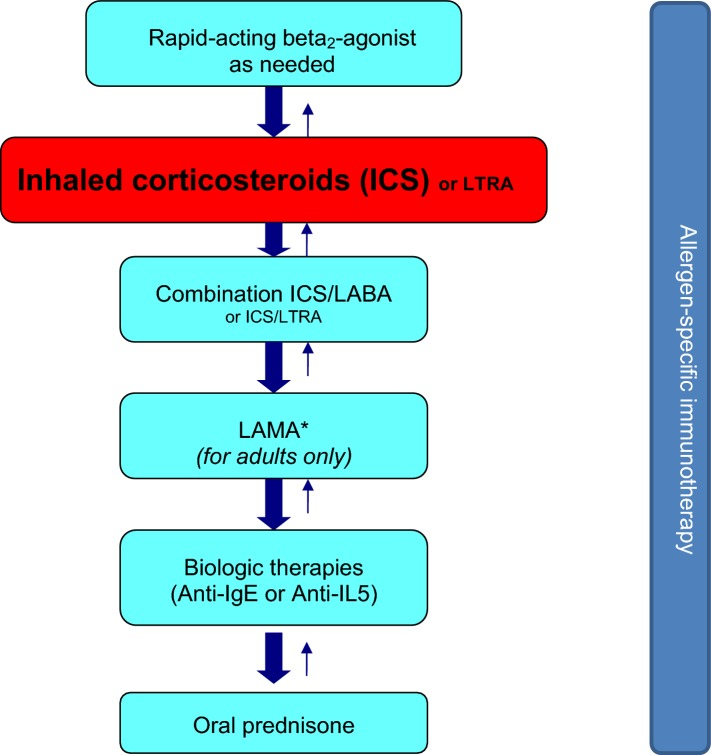 Rapid-acting beta₂-agonist
as needed
Inhaled corticosteroids (ICS) or LTRA
Combination ICS/LABA
or ICS/LTRA
LAMA*
(for adults only)
Biologic therapies
(Anti-IgE or Anti-IL5)
Oral prednisone
Allergen-specific immunotherapy